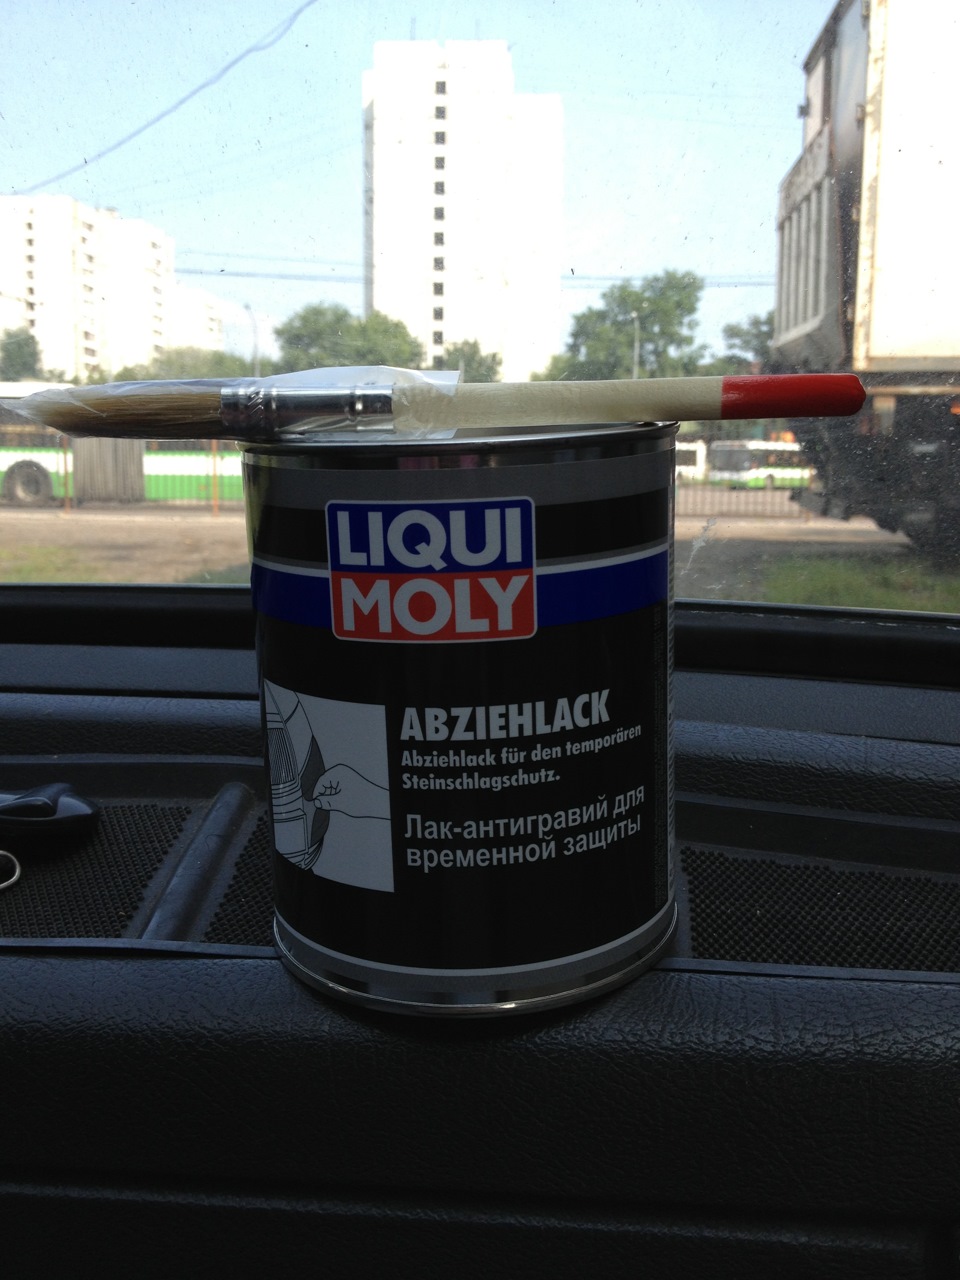 LIQUI
MOLY
ABZIEHLACK
Abziehlack für den temporären
Steinschlagschutz.
Лак-антигравий для
временной защиты